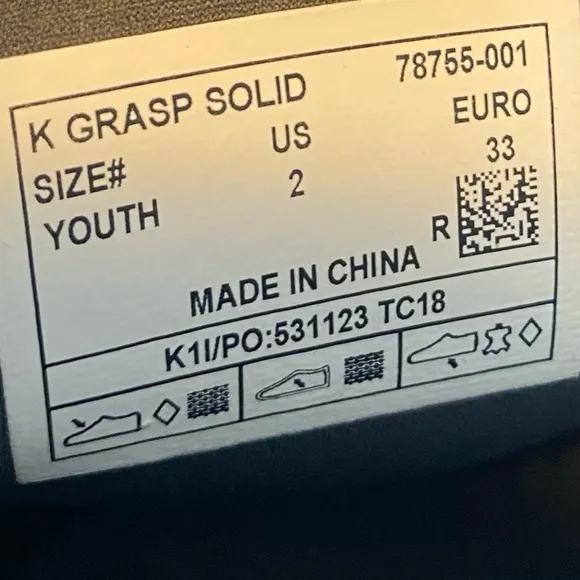 K GRASP SOLID 78755-001
SIZE# US EURO
YOUTH 2 33
R
MADE IN CHINA
K1I/PO:531123 TC18